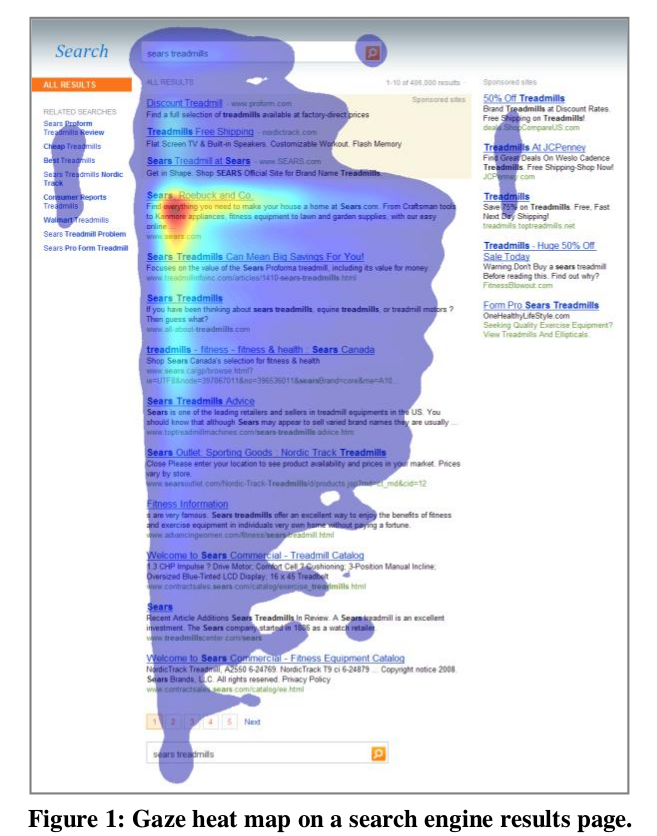 Search
sears treadmills
ALL RESULTS
ALL RESULTS
1-10 of 406,000 results
Sponsored sites
RELATED SEARCHES
Sears Proform
Treadmills Review
Cheap Treadmills
Best Treadmills
Sears Treadmills Nordic
Track
Consumer Reports
Treadmills
Walmart Treadmills
Sears Treadmill Problem
Sears Pro Form Treadmill
Discount Treadmill - www.proform.com
Sponsored sites
Find a full selection of treadmills available at factory-direct prices
Treadmills Free Shipping - nordictrack.com
Flat Screen TV & Built-in Speakers. Customizable Workout. Flash Memory
Sears Treadmill at Sears - www.SEARS.com
Get in Shape. Shop SEARS Official Site for Brand Name Treadmills.
Sears, Roebuck and Co.
Find everything you need to make your house a home at Sears.com. From Craftsman tools
to Kenmore appliances, fitness equipment to lawn and garden supplies, with our easy
online
www.sears.com
Sears Treadmills Can Mean Big Savings For You!
Focuses on the value of the Sears Proforma treadmill, including its value for money
www.treadmillinfoinc.com/articles/1410-sears-treadmills.html
Sears Treadmills
If you have been thinking about sears treadmills, equine treadmills, or treadmill motors ?
Then guess what?
www.all-about-treadmills.com
treadmills - fitness - fitness & health : Sears Canada
Shop Sears Canada's selection for fitness & health
www.sears.ca/gp/browse.html?
ie=UTF8&node=397067011&no=396536011&searsBrand=core&me=A10...
Sears Treadmills Advice
Sears is one of the leading retailers and sellers in treadmill equipments in the US. You
should know that although Sears may appear to sell varied brand names they are usually ...
www.toptreadmillmachines.com/sears-treadmills-advice.htm
Sears Outlet: Sporting Goods : Nordic Track Treadmills
Close Please enter your location to see product availability and prices in your market. Prices
vary by store.
www.searsoutlet.com/Nordic-Track-Treadmills/d/products.jsp?md=ct_md&cid=12
Fitness Information
s are very famous. Sears treadmills offer an excellent way to enjoy the benefits of fitness
and exercise equipment in individuals very own home without paying a fortune.
www.advancingwomen.com/fitness/sears_treadmill.html
Welcome to Sears Commercial - Treadmill Catalog
1.3 CHP Impulse ? Drive Motor; Comfort Cell ? Cushioning; 3-Position Manual Incline;
Oversized Blue-Tinted LCD Display; 16 x 45 Treadbelt
www.contractsales.sears.com/catalog/exercise_treadmills.html
Sears
Recent Article Additions Sears Treadmills In Review. A Sears treadmill is an excellent
investment. The Sears company started in 1886 as a watch retailer
www.treadmillscenter.com/sears
Welcome to Sears Commercial - Fitness Equipment Catalog
NordicTrack Treadmill, A2550 6-24769. NordicTrack T9 ci 6-24879 ... Copyright notice 2008.
Sears Brands, LLC. All rights reserved. Privacy Policy
www.contractsales.sears.com/catalog/ee.html
1 2 3 4 5 Next
sears treadmills
50% Off Treadmills
Brand Treadmills at Discount Rates.
Free Shipping on Treadmills!
deals.ShopCompareUS.com
Treadmills At JCPenney
Find Great Deals On Weslo Cadence
Treadmills. Free Shipping-Shop Now!
JCPenney.com
Treadmills
Save 75% on Treadmills. Free, Fast
Next Day Shipping!
treadmills.toptreadmills.net
Treadmills - Huge 50% Off
Sale Today
Warning Don't Buy a sears treadmill
Before reading this. Find out why?
FitnessBlowout.com
Form Pro Sears Treadmills
OneHealthyLifeStyle.com
Seeking Quality Exercise Equipment?
View Treadmills And Ellipticals.
Figure 1: Gaze heat map on a search engine results page.